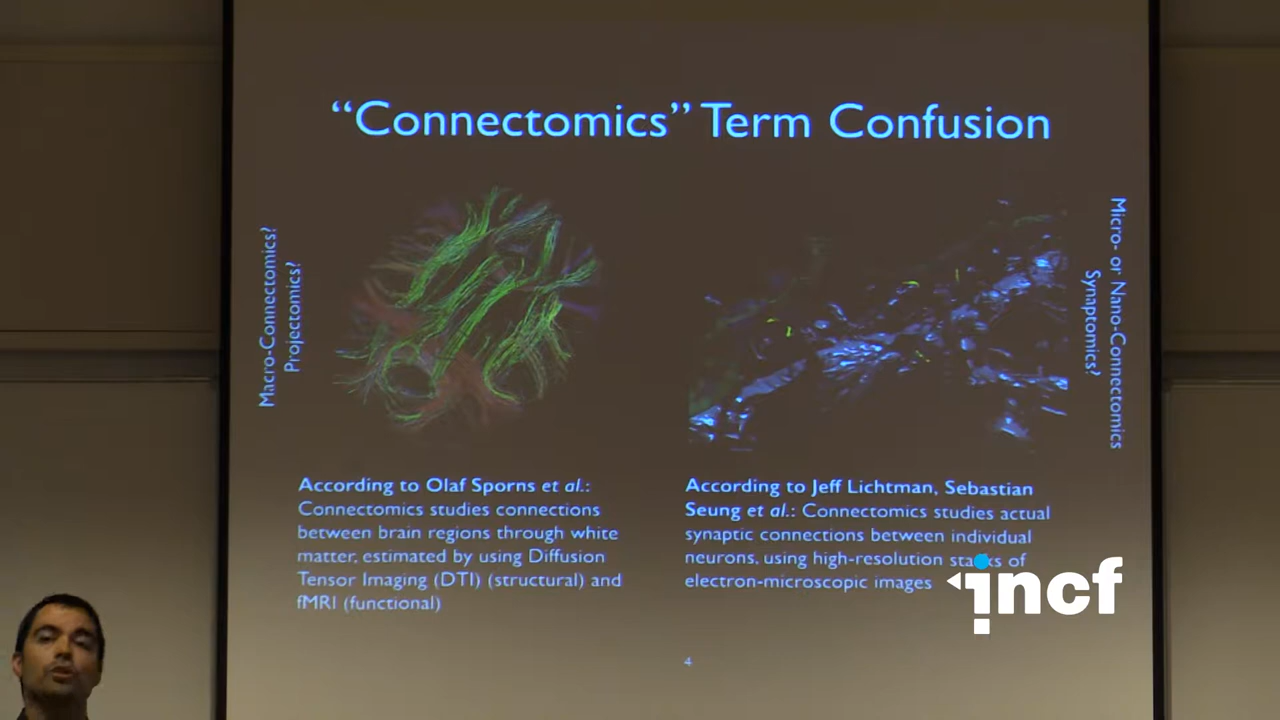 “Connectomics” Term Confusion
Macro-Connectomics?
Projectomics?
Micro- or Nano-Connectomics
Synaptomics?
According to Olaf Sporns et al.:
Connectomics studies connections
between brain regions through white
matter, estimated by using Diffusion
Tensor Imaging (DTI) (structural) and
fMRI (functional)
According to Jeff Lichtman, Sebastian
Seung et al.: Connectomics studies actual
synaptic connections between individual
neurons, using high-resolution stacks of
electron-microscopic images
incf
4